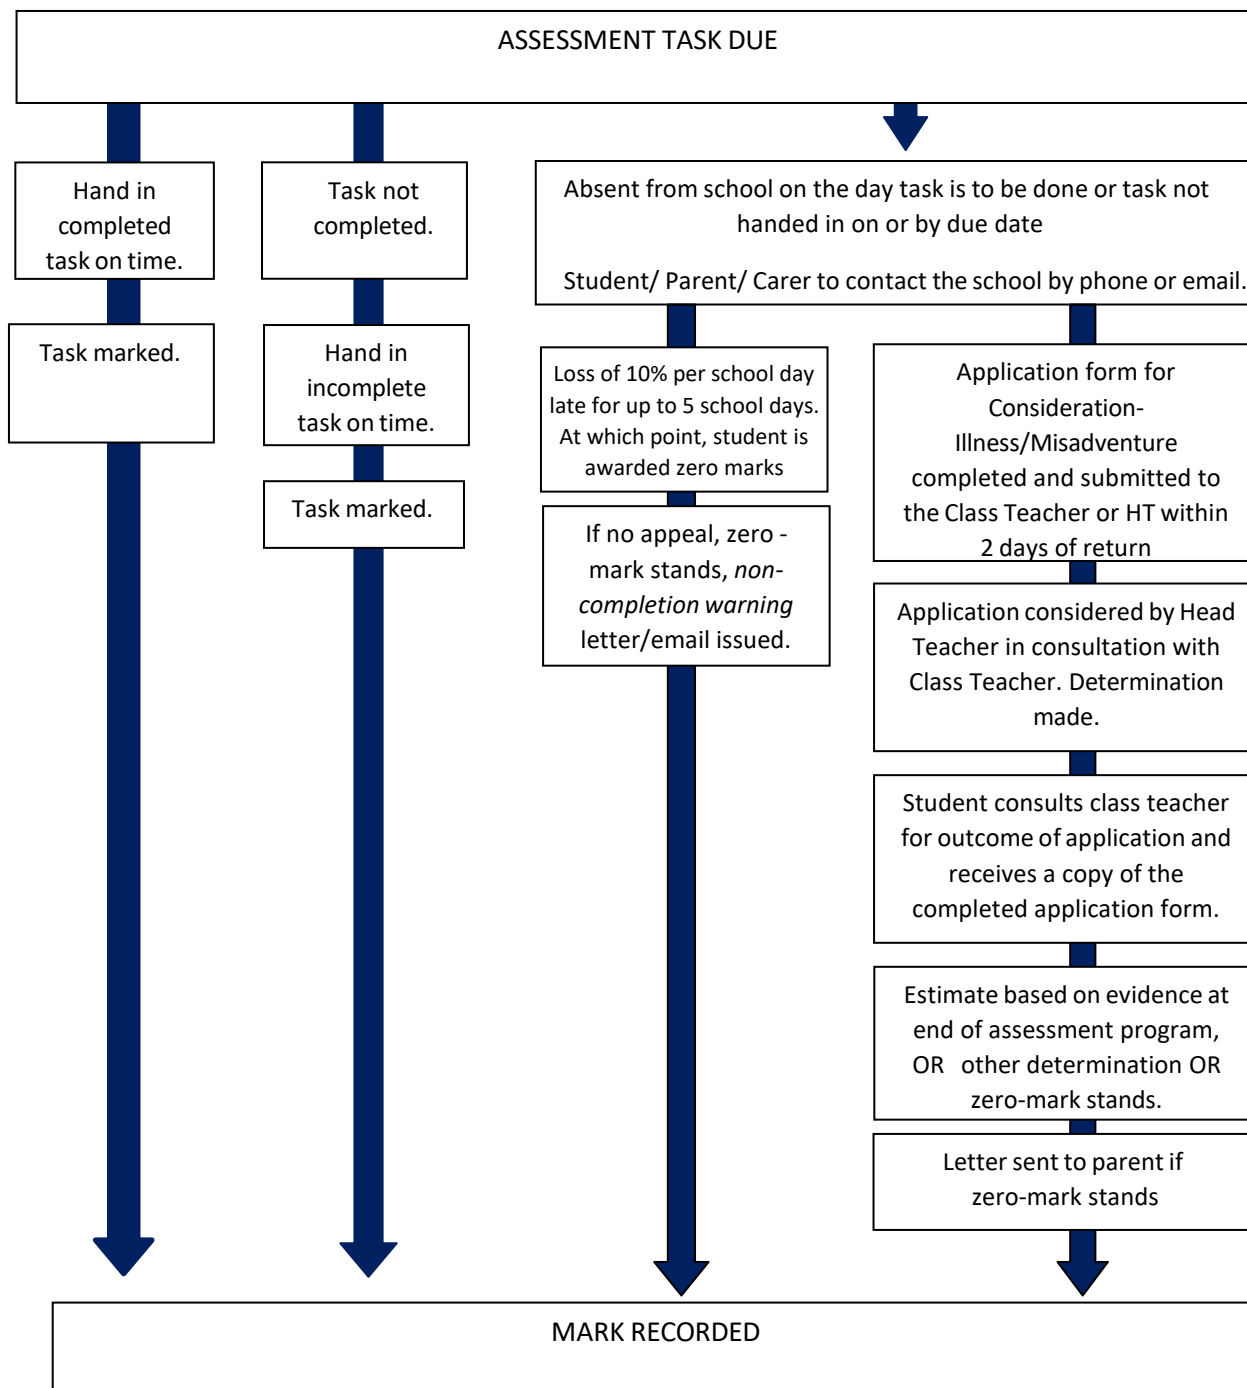 ASSESSMENT TASK DUE
Hand in
completed
task on time.
Task marked.
Task not
completed.
Hand in
incomplete
task on time.
Task marked.
Absent from school on the day task is to be done or task not
handed in on or by due date
Student/ Parent/ Carer to contact the school by phone or email.
Loss of 10% per school day
late for up to 5 school days.
At which point, student is
awarded zero marks
If no appeal, zero -
mark stands, non-
completion warning
letter/email issued.
Application form for
Consideration-
Illness/Misadventure
completed and submitted to
the Class Teacher or HT within
2 days of return
Application considered by Head
Teacher in consultation with
Class Teacher. Determination
made.
Student consults class teacher
for outcome of application and
receives a copy of the
completed application form.
Estimate based on evidence at
end of assessment program,
OR other determination OR
zero-mark stands.
Letter sent to parent if
zero-mark stands
MARK RECORDED